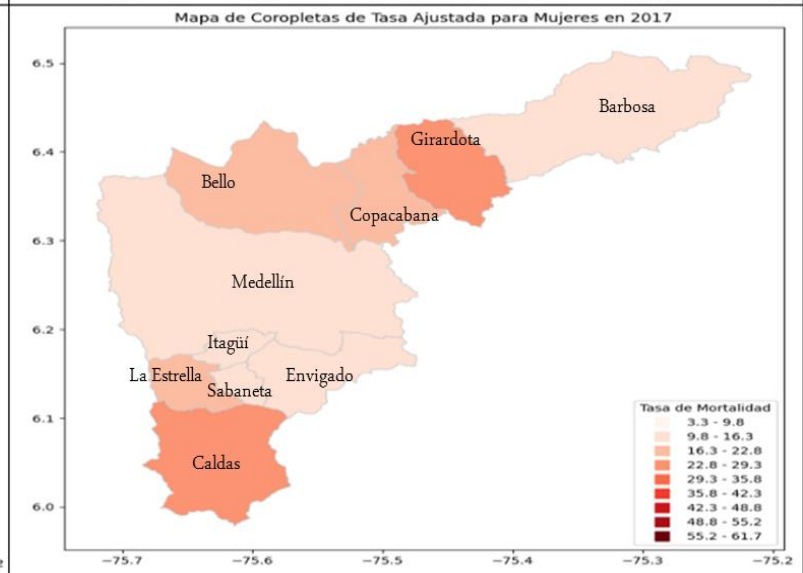 Mapa de Coropletas de Tasa Ajustada para Mujeres en 2017
6.5
Barbosa
6.4
Girardota
Bello
Copacabana
6.3
Medellín
6.2
Itagüí
La Estrella
Envigado
Sabaneta
6.1
Caldas
6.0
Tasa de Mortalidad
3.3 - 9.8
9.8 - 16.3
16.3 - 22.8
22.8 - 29.3
29.3 - 35.8
35.8 - 42.3
42.3 - 48.8
48.8 - 55.2
55.2 - 61.7
−75.7 −75.6 −75.5 −75.4 −75.3 −75.2